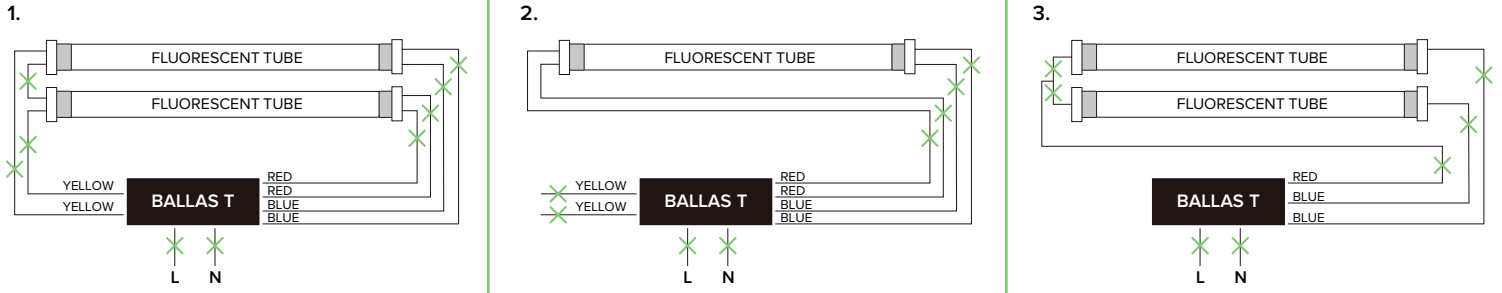 1.
FLUORESCENT TUBE
FLUORESCENT TUBE
YELLOW
YELLOW
BALLAS T
RED
RED
BLUE
BLUE
L N
2.
FLUORESCENT TUBE
YELLOW
YELLOW
BALLAS T
RED
RED
BLUE
BLUE
L N
3.
FLUORESCENT TUBE
FLUORESCENT TUBE
BALLAS T
RED
BLUE
BLUE
L N